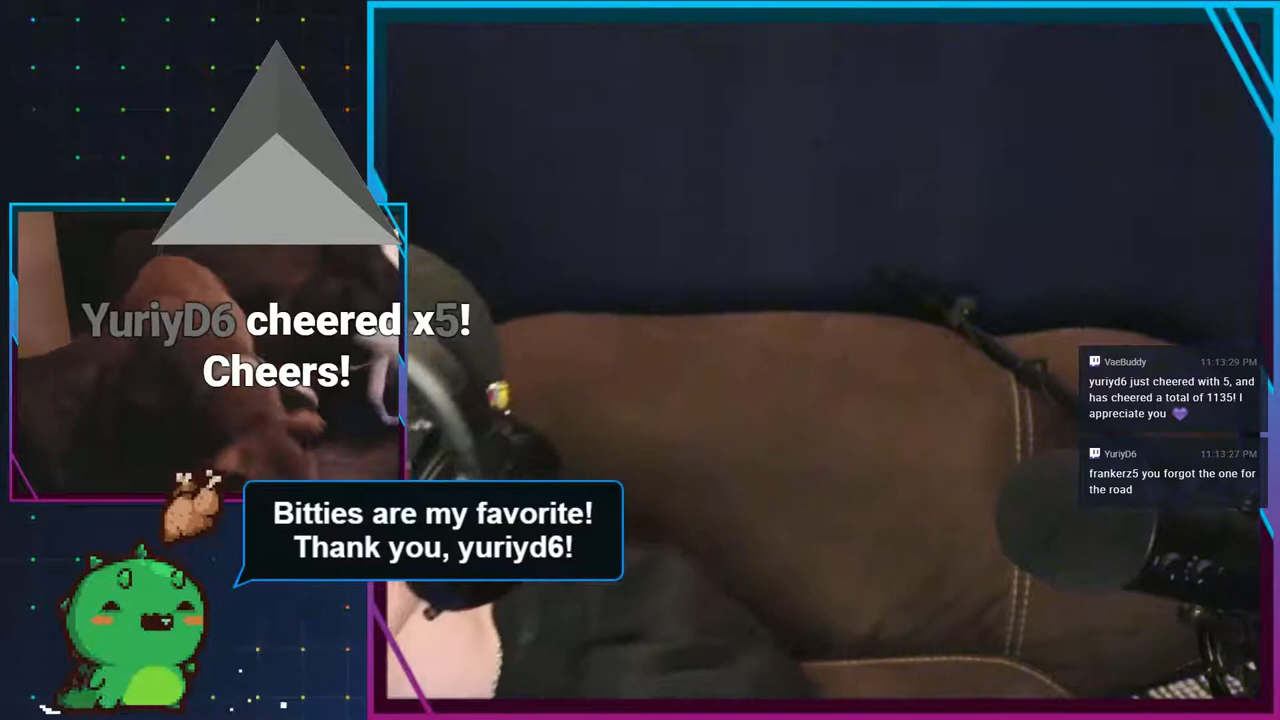 YuriyD6 cheered x5!
Cheers!
Bitties are my favorite!
Thank you, yuriyd6!
VaeBuddy 11:13:29 PM
yuriyd6 just cheered with 5, and
has cheered a total of 1135! I
appreciate you 💜
YuriyD6 11:13:27 PM
frankerz5 you forgot the one for
the road